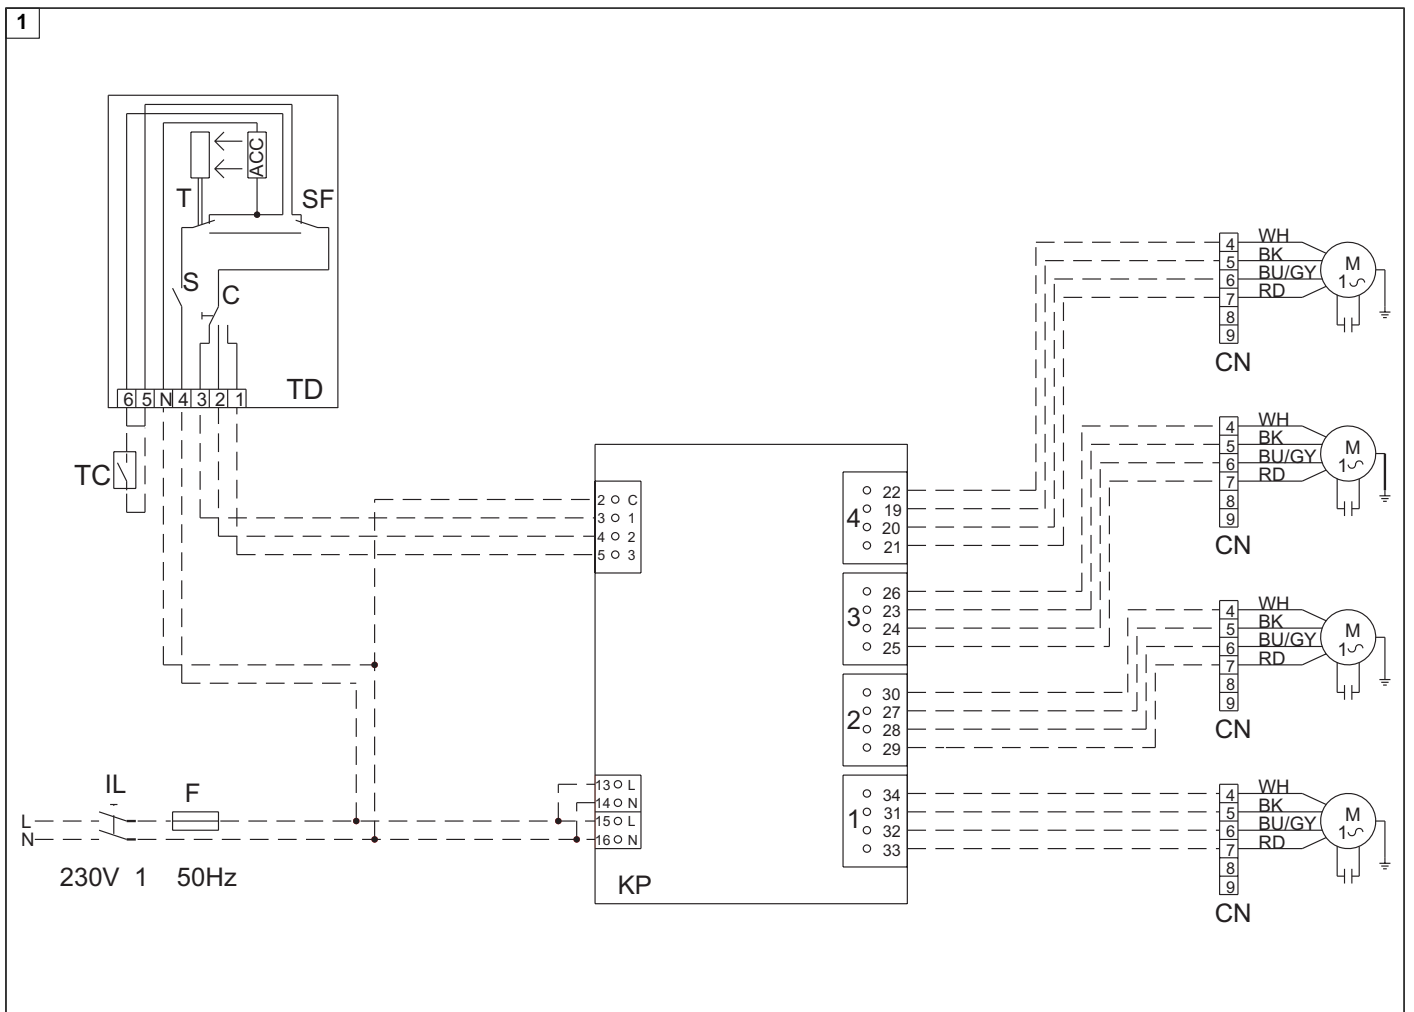 1
ACC
T
SF
S
C
TD
6 5 N 4 3 2 1
TC
2 C
3 1
4 2
5 3
13 L
14 N
15 L
16 N
KP
IL
F
L
N
230V 1 50Hz
4
22
19
20
21
3
26
23
24
25
2
30
27
28
29
1
34
31
32
33
4 WH
5 BK
6 BU/GY
7 RD
8
9
CN
M
1
4 WH
5 BK
6 BU/GY
7 RD
8
9
CN
M
1
4 WH
5 BK
6 BU/GY
7 RD
8
9
CN
M
1
4 WH
5 BK
6 BU/GY
7 RD
8
9
CN
M
1